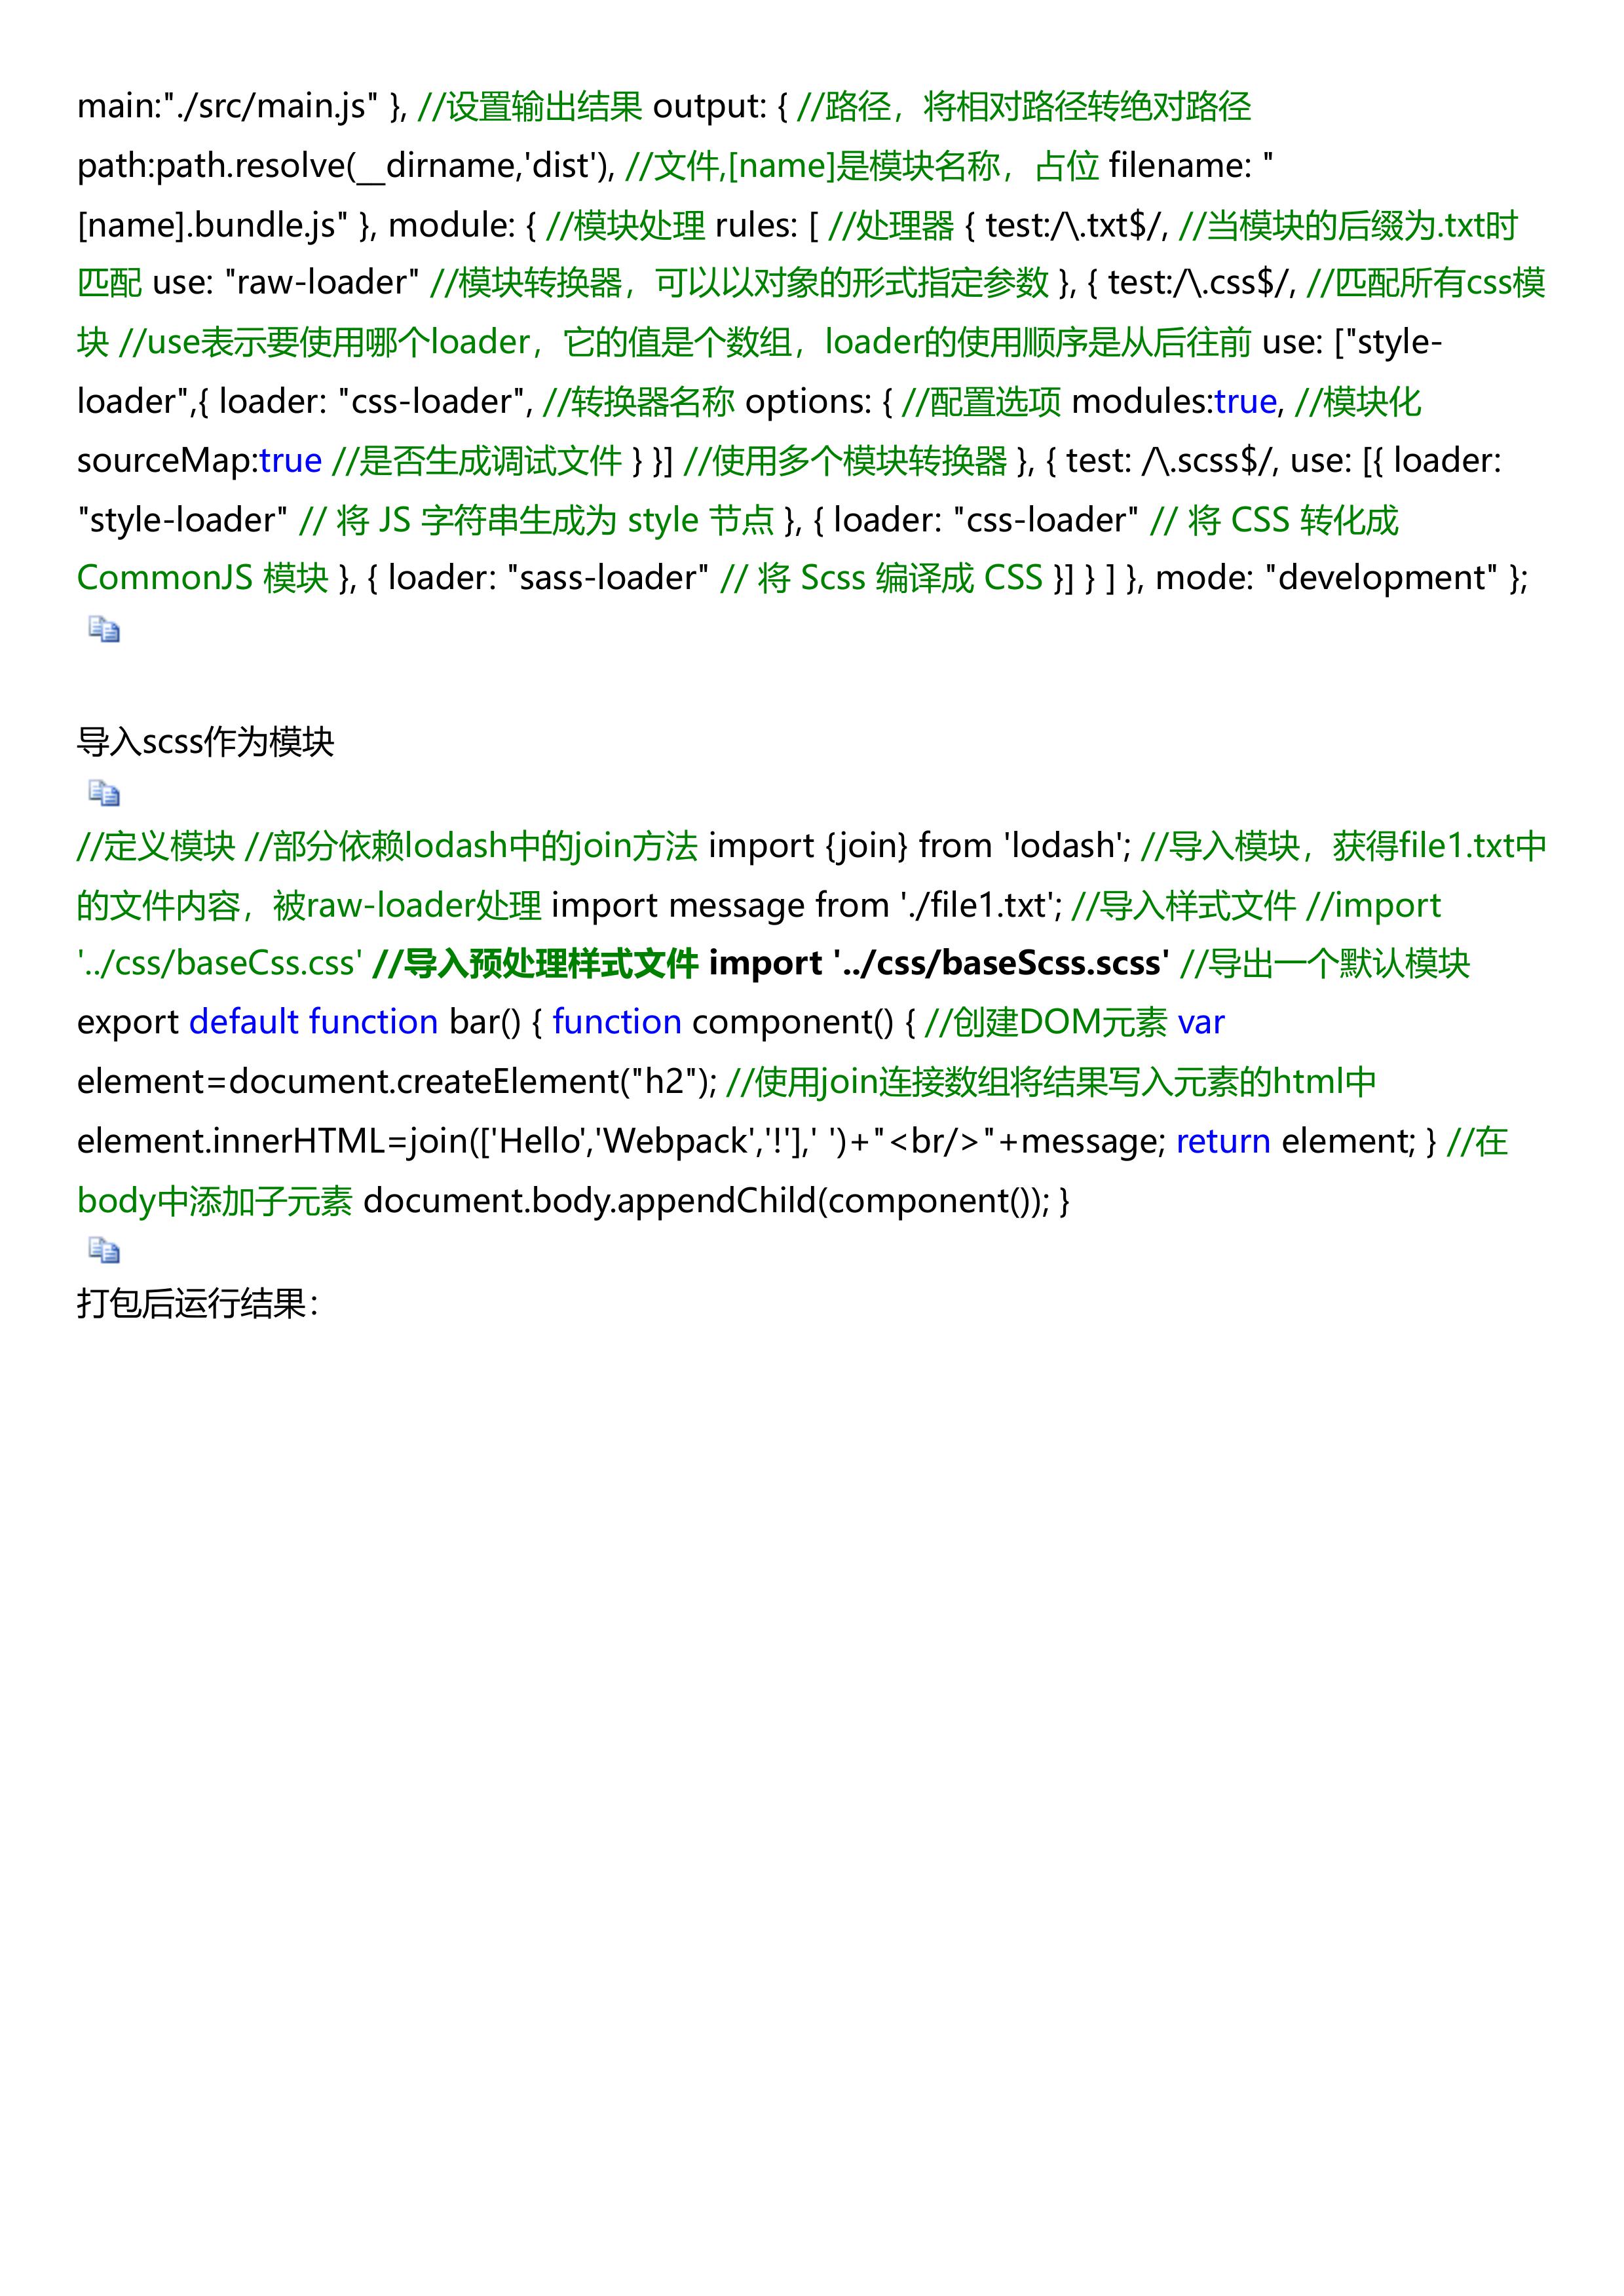 main:"./src/main.js" }, //设置输出结果 output: { //路径，将相对路径转绝对路径
path:path.resolve(__dirname,'dist'), //文件,[name]是模块名称，占位 filename: "
[name].bundle.js" }, module: { //模块处理 rules: [ //处理器 { test:/\.txt$/, //当模块的后缀为.txt时
匹配 use: "raw-loader" //模块转换器，可以以对象的形式指定参数 }, { test:/\.css$/, //匹配所有css模
块 //use表示要使用哪个loader，它的值是个数组，loader的使用顺序是从后往前 use: ["style-
loader",{ loader: "css-loader", //转换器名称 options: { //配置选项 modules:true, //模块化
sourceMap:true //是否生成调试文件 } }] //使用多个模块转换器 }, { test: /\.scss$/, use: [{ loader:
"style-loader" // 将 JS 字符串生成为 style 节点 }, { loader: "css-loader" // 将 CSS 转化成
CommonJS 模块 }, { loader: "sass-loader" // 将 Scss 编译成 CSS }] } ] }, mode: "development" };
导入scss作为模块
//定义模块 //部分依赖lodash中的join方法 import {join} from 'lodash'; //导入模块，获得file1.txt中
的文件内容，被raw-loader处理 import message from './file1.txt'; //导入样式文件 //import
'../css/baseCss.css' //导入预处理样式文件 import '../css/baseScss.scss' //导出一个默认模块
export default function bar() { function component() { //创建DOM元素 var
element=document.createElement("h2"); //使用join连接数组将结果写入元素的html中
element.innerHTML=join(['Hello','Webpack','!'],' ')+"<br/>"+message; return element; } //在
body中添加子元素 document.body.appendChild(component()); }
打包后运行结果：